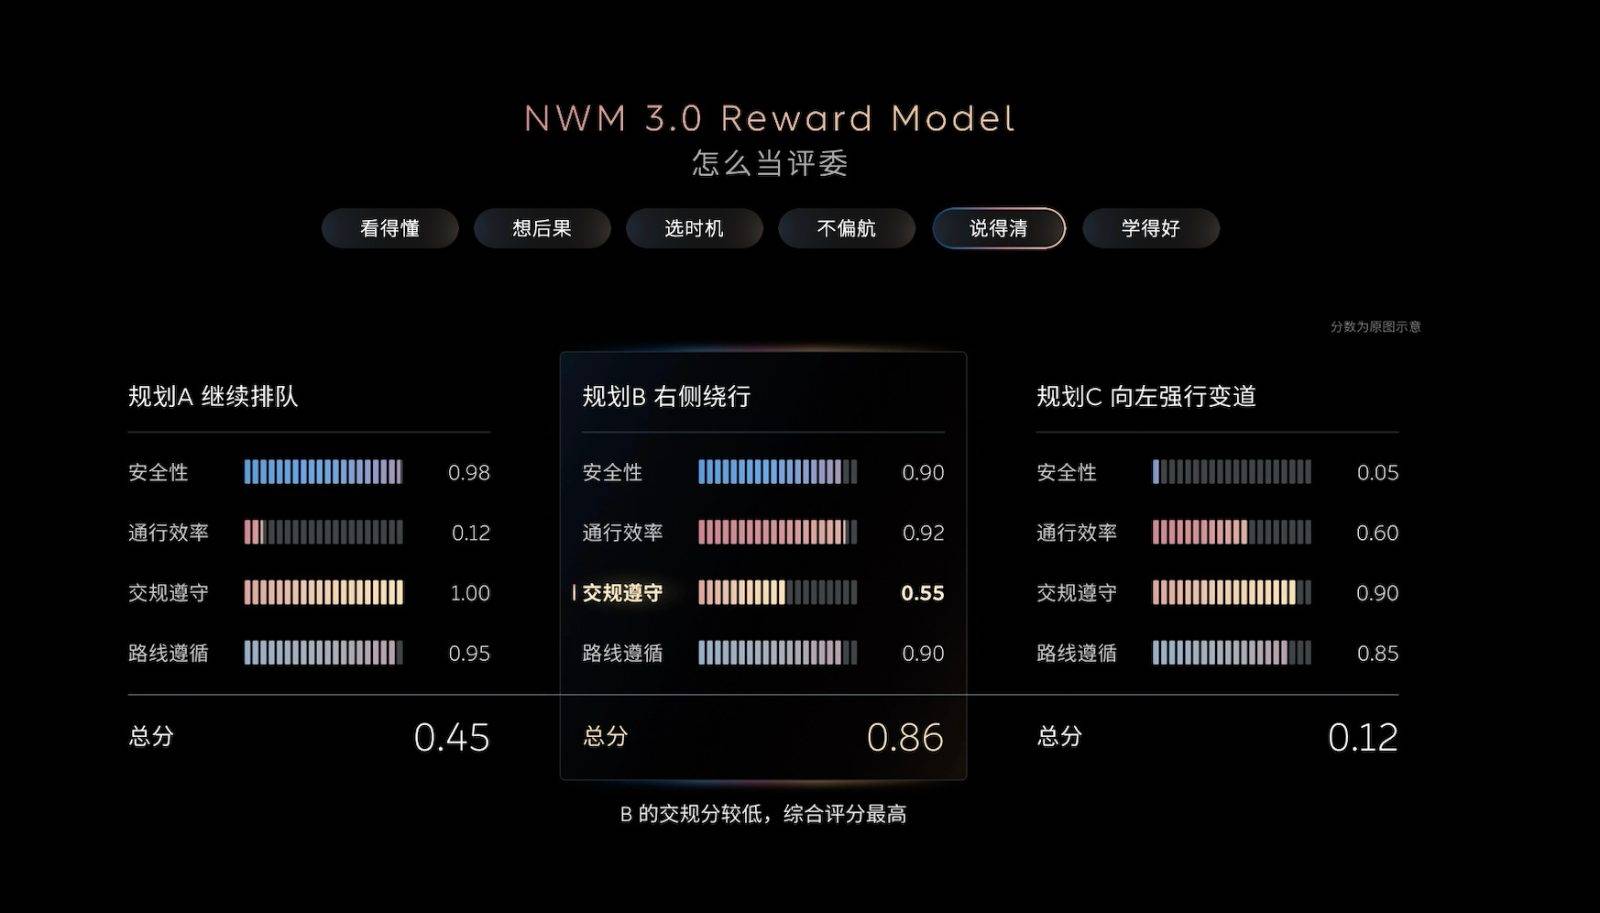 NWM 3.0 Reward Model
怎么当评委
看得懂 想后果 选时机 不偏航 说得清 学得好
分数为原图示意
规划A 继续排队
安全性 0.98
通行效率 0.12
交规遵守 1.00
路线遵循 0.95
总分 0.45
规划B 右侧绕行
安全性 0.90
通行效率 0.92
交规遵守 0.55
路线遵循 0.90
总分 0.86
规划C 向左强行变道
安全性 0.05
通行效率 0.60
交规遵守 0.90
路线遵循 0.85
总分 0.12
B 的交规分较低，综合评分最高